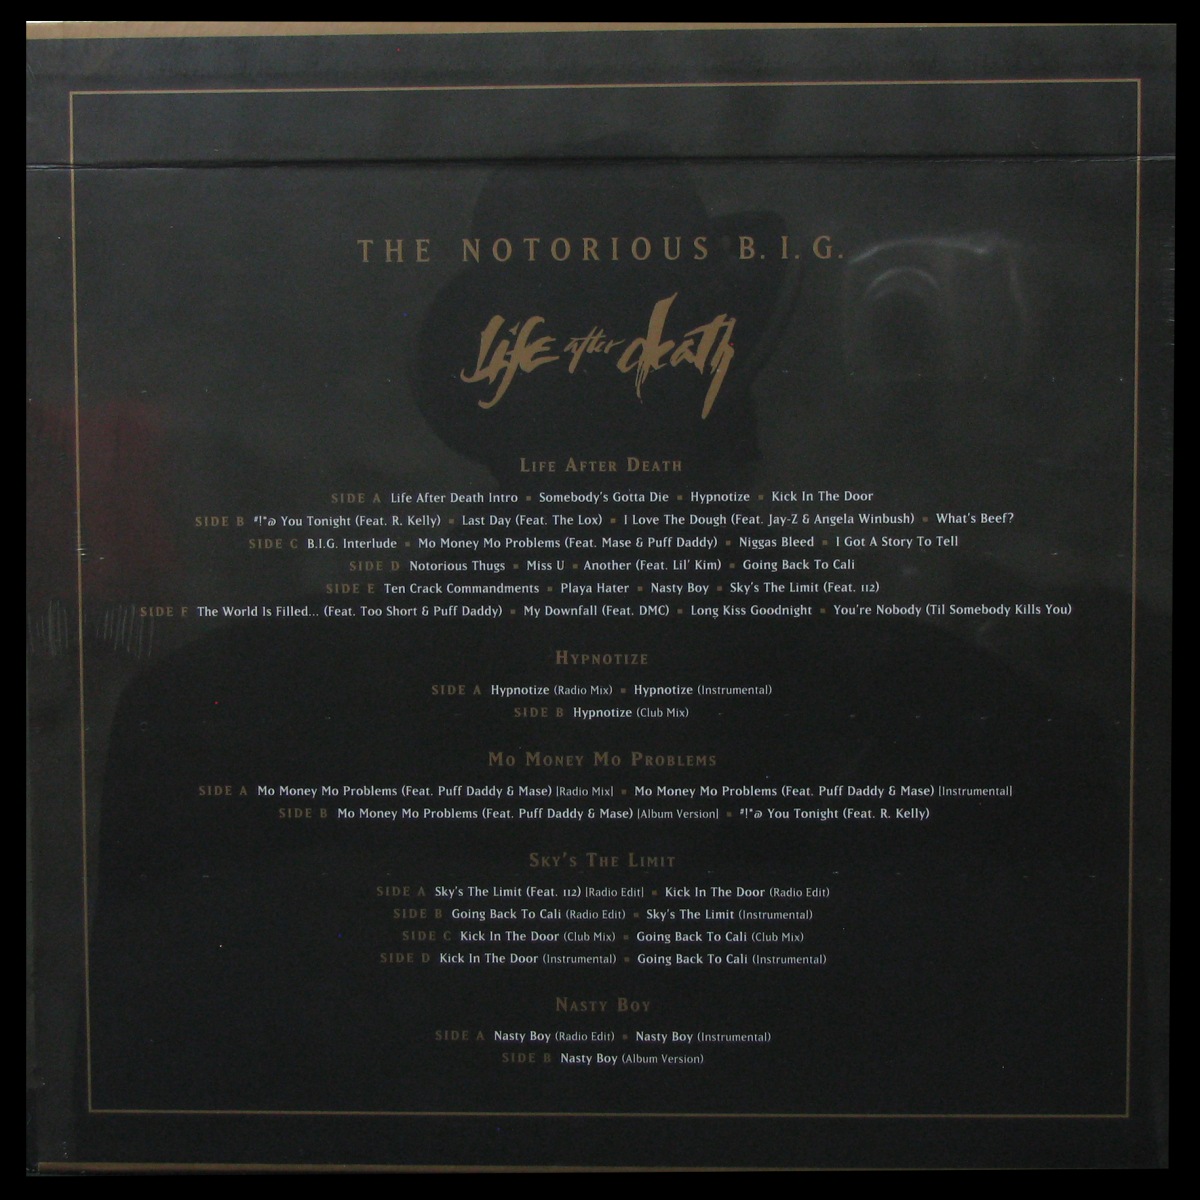 THE NOTORIOUS B.I.G.
Life after death
LIFE AFTER DEATH
SIDE A Life After Death Intro ▪ Somebody's Gotta Die ▪ Hypnotize ▪ Kick In The Door
SIDE B #!*@ You Tonight (Feat. R. Kelly) ▪ Last Day (Feat. The Lox) ▪ I Love The Dough (Feat. Jay-Z & Angela Winbush) ▪ What's Beef?
SIDE C B.I.G. Interlude ▪ Mo Money Mo Problems (Feat. Mase & Puff Daddy) ▪ Niggas Bleed ▪ I Got A Story To Tell
SIDE D Notorious Thugs ▪ Miss U ▪ Another (Feat. Lil' Kim) ▪ Going Back To Cali
SIDE E Ten Crack Commandments ▪ Playa Hater ▪ Nasty Boy ▪ Sky's The Limit (Feat. 112)
SIDE F The World Is Filled... (Feat. Too Short & Puff Daddy) ▪ My Downfall (Feat. DMC) ▪ Long Kiss Goodnight ▪ You're Nobody (Til Somebody Kills You)
HYPNOTIZE
SIDE A Hypnotize (Radio Mix) ▪ Hypnotize (Instrumental)
SIDE B Hypnotize (Club Mix)
MO MONEY MO PROBLEMS
SIDE A Mo Money Mo Problems (Feat. Puff Daddy & Mase) [Radio Mix] ▪ Mo Money Mo Problems (Feat. Puff Daddy & Mase) [Instrumental]
SIDE B Mo Money Mo Problems (Feat. Puff Daddy & Mase) [Album Version] ▪ #!*@ You Tonight (Feat. R. Kelly)
SKY'S THE LIMIT
SIDE A Sky's The Limit (Feat. 112) [Radio Edit] ▪ Kick In The Door (Radio Edit)
SIDE B Going Back To Cali (Radio Edit) ▪ Sky's The Limit (Instrumental)
SIDE C Kick In The Door (Club Mix) ▪ Going Back To Cali (Club Mix)
SIDE D Kick In The Door (Instrumental) ▪ Going Back To Cali (Instrumental)
NASTY BOY
SIDE A Nasty Boy (Radio Edit) ▪ Nasty Boy (Instrumental)
SIDE B Nasty Boy (Album Version)